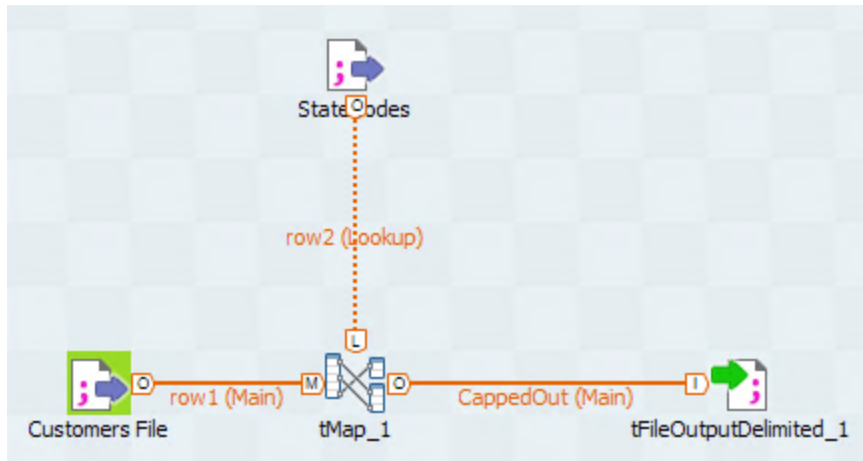 StateCodes
O
row2 (Lookup)
L
O row1 (Main) M O CappedOut (Main) I
Customers File tMap_1 tFileOutputDelimited_1